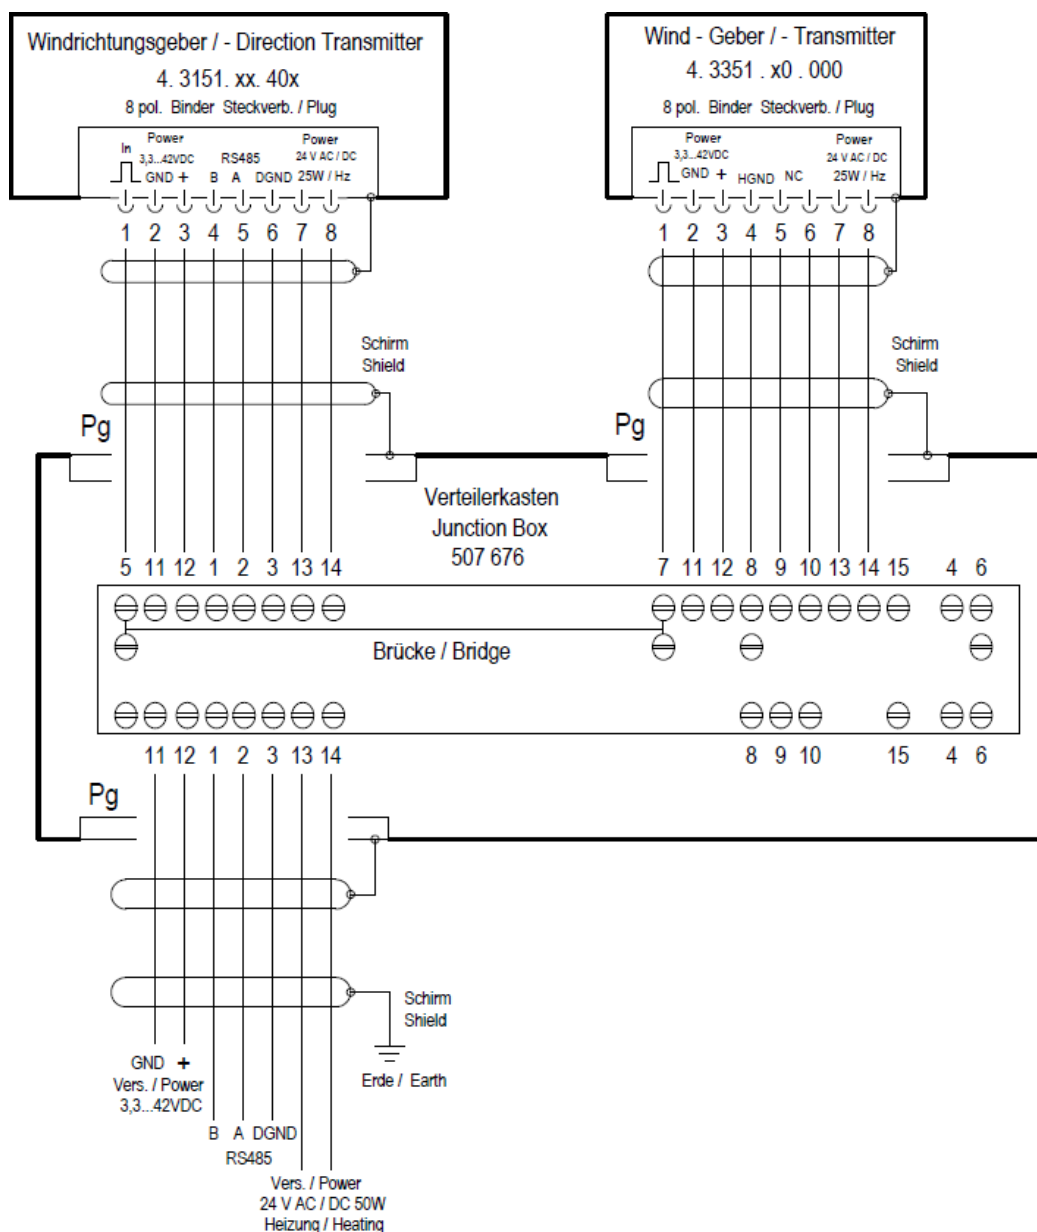 Windrichtungsgeber / - Direction Transmitter
4. 3151. xx. 40x
8 pol. Binder Steckverb. / Plug
In
Power
3,3...42VDC
GND +
RS485
B A DGND
Power
24 V AC / DC
25W / Hz
1 2 3 4 5 6 7 8
Wind - Geber / - Transmitter
4. 3351 . x0 . 000
8 pol. Binder Steckverb. / Plug
Power
3,3...42VDC
GND +
HGND NC
Power
24 V AC / DC
25W / Hz
1 2 3 4 5 6 7 8
Schirm
Shield
Schirm
Shield
Pg
Pg
Verteilerkasten
Junction Box
507 676
5 11 12 1 2 3 13 14
7 11 12 8 9 10 13 14 15 4 6
Brücke / Bridge
11 12 1 2 3 13 14
8 9 10 15 4 6
Pg
Schirm
Shield
Erde / Earth
GND +
Vers. / Power
3,3...42VDC
B A DGND
RS485
Vers. / Power
24 V AC / DC 50W
Heizung / Heating